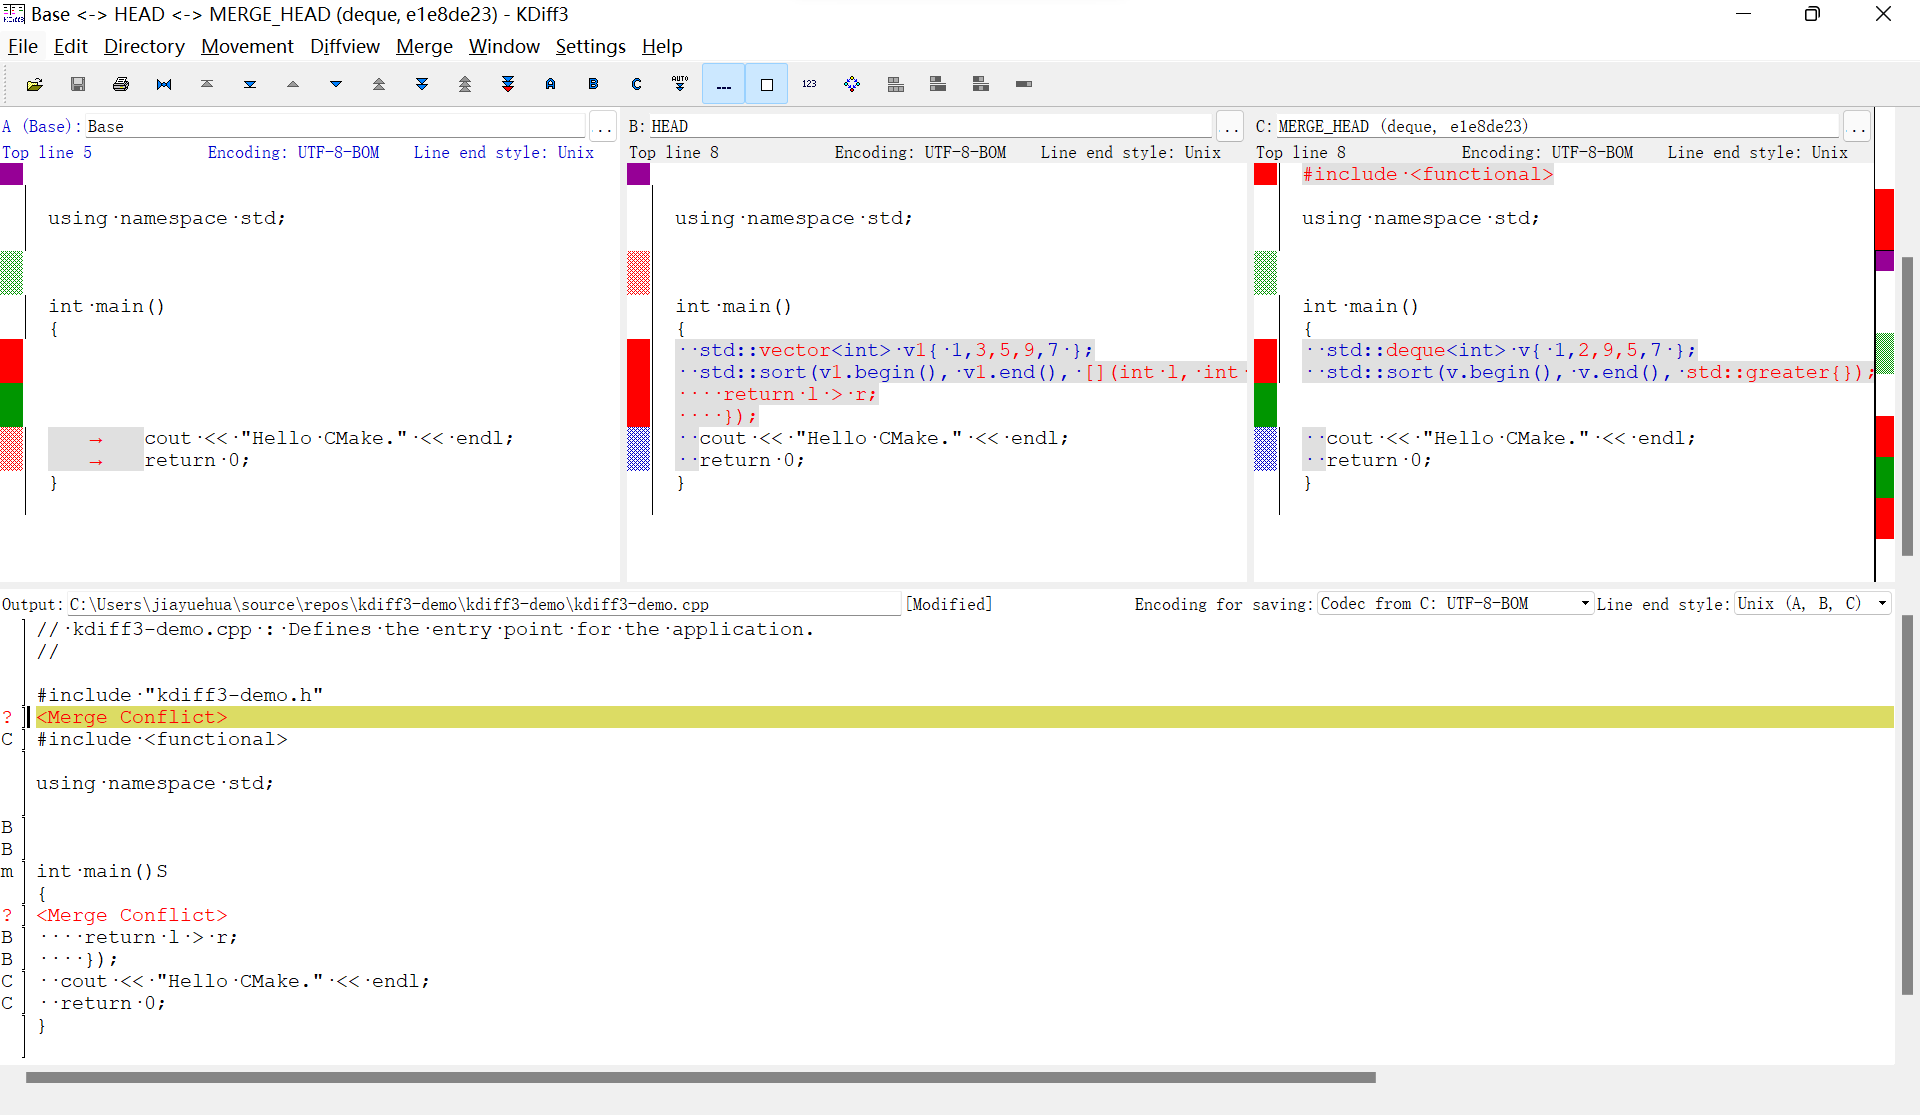 Base <-> HEAD <-> MERGE_HEAD (deque, e1e8de23) - KDiff3
File Edit Directory Movement Diffview Merge Window Settings Help
A B C AUTO 123
A (Base): Base ...
Top line 5 Encoding: UTF-8-BOM Line end style: Unix
using·namespace·std;
int·main()
{
→ cout·<<·"Hello·CMake."·<<·endl;
→ return·0;
}
B: HEAD ...
Top line 8 Encoding: UTF-8-BOM Line end style: Unix
using·namespace·std;
int·main()
{
··std::vector<int>·v1{·1,3,5,9,7·};
··std::sort(v1.begin(),·v1.end(),·[](int·l,·int·
····return·l·>·r;
····});
··cout·<<·"Hello·CMake."·<<·endl;
··return·0;
}
C: MERGE_HEAD (deque, e1e8de23) ...
Top line 8 Encoding: UTF-8-BOM Line end style: Unix
#include·<functional>
using·namespace·std;
int·main()
{
··std::deque<int>·v{·1,2,9,5,7·};
··std::sort(v.begin(),·v.end(),·std::greater{});
··cout·<<·"Hello·CMake."·<<·endl;
··return·0;
}
Output: C:\Users\jiayuehua\source\repos\kdiff3-demo\kdiff3-demo\kdiff3-demo.cpp [Modified] Encoding for saving: Codec from C: UTF-8-BOM Line end style: Unix (A, B, C)
//·kdiff3-demo.cpp·:·Defines·the·entry·point·for·the·application.
//
#include·"kdiff3-demo.h"
? <Merge Conflict>
C #include·<functional>
using·namespace·std;
B
B
m int·main()S
{
? <Merge Conflict>
B ····return·l·>·r;
B ····});
C ··cout·<<·"Hello·CMake."·<<·endl;
C ··return·0;
}